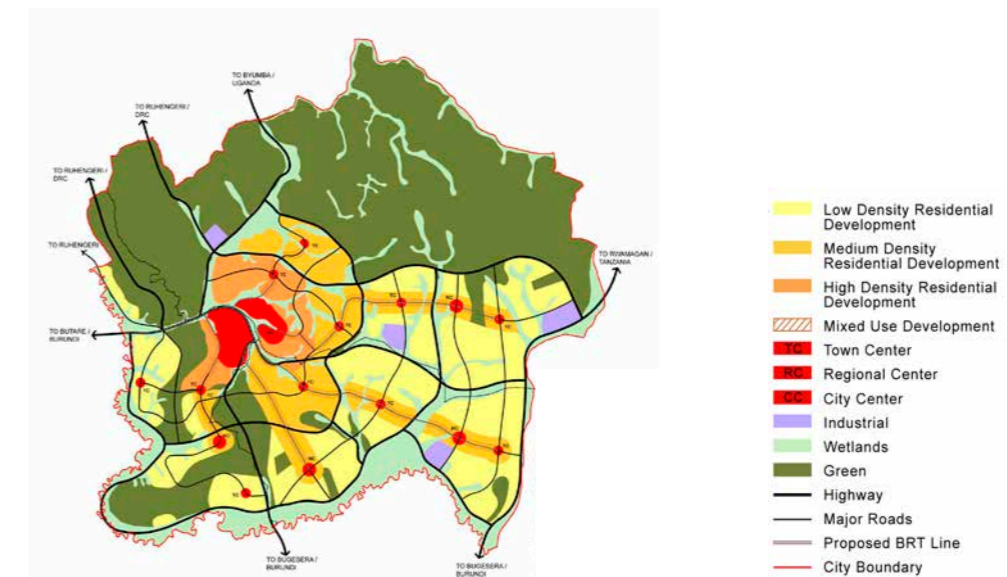 TO BYUMBA /
UGANDA
TO RUHENGERI /
DRC
TO RUHENGERI /
DRC
TO RUHENGERI
TO RWAMAGAN /
TANZANIA
TO BUTARE /
BURUNDI
TO BUGESERA /
BURUNDI
TO BUGESERA /
BURUNDI
Low Density Residential
Development
Medium Density
Residential Development
High Density Residential
Development
Mixed Use Development
TC Town Center
RC Regional Center
CC City Center
Industrial
Wetlands
Green
Highway
Major Roads
Proposed BRT Line
City Boundary